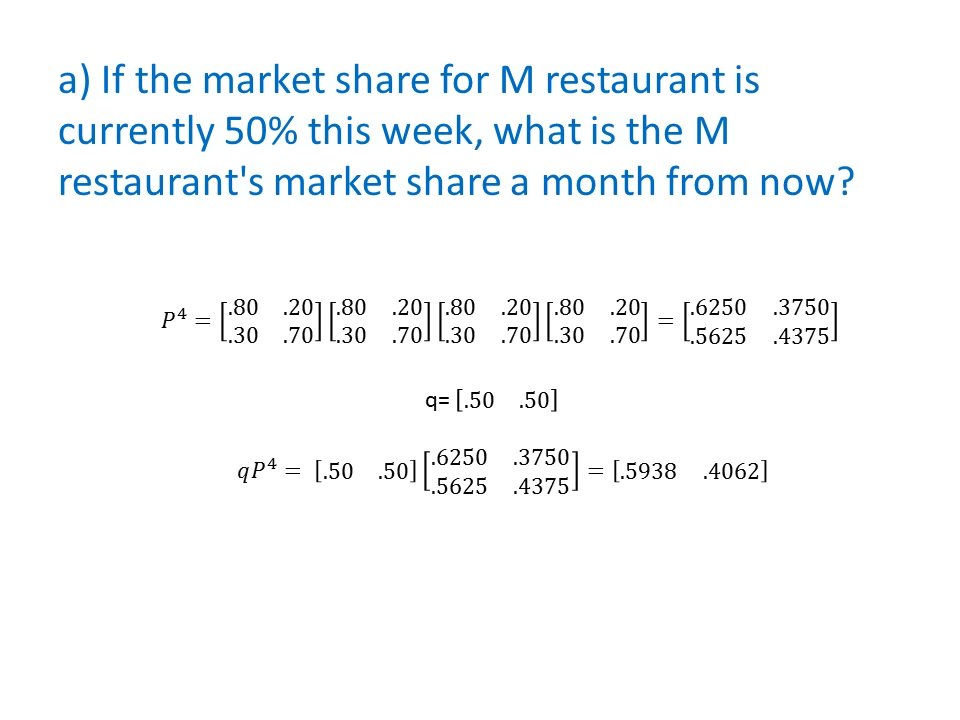 a) If the market share for M restaurant is
currently 50% this week, what is the M
restaurant's market share a month from now?
P⁴ = [.80 .20; .30 .70] [.80 .20; .30 .70] [.80 .20; .30 .70] [.80 .20; .30 .70] = [.6250 .3750; .5625 .4375]
q= [.50 .50]
qP⁴ = [.50 .50] [.6250 .3750; .5625 .4375] = [.5938 .4062]